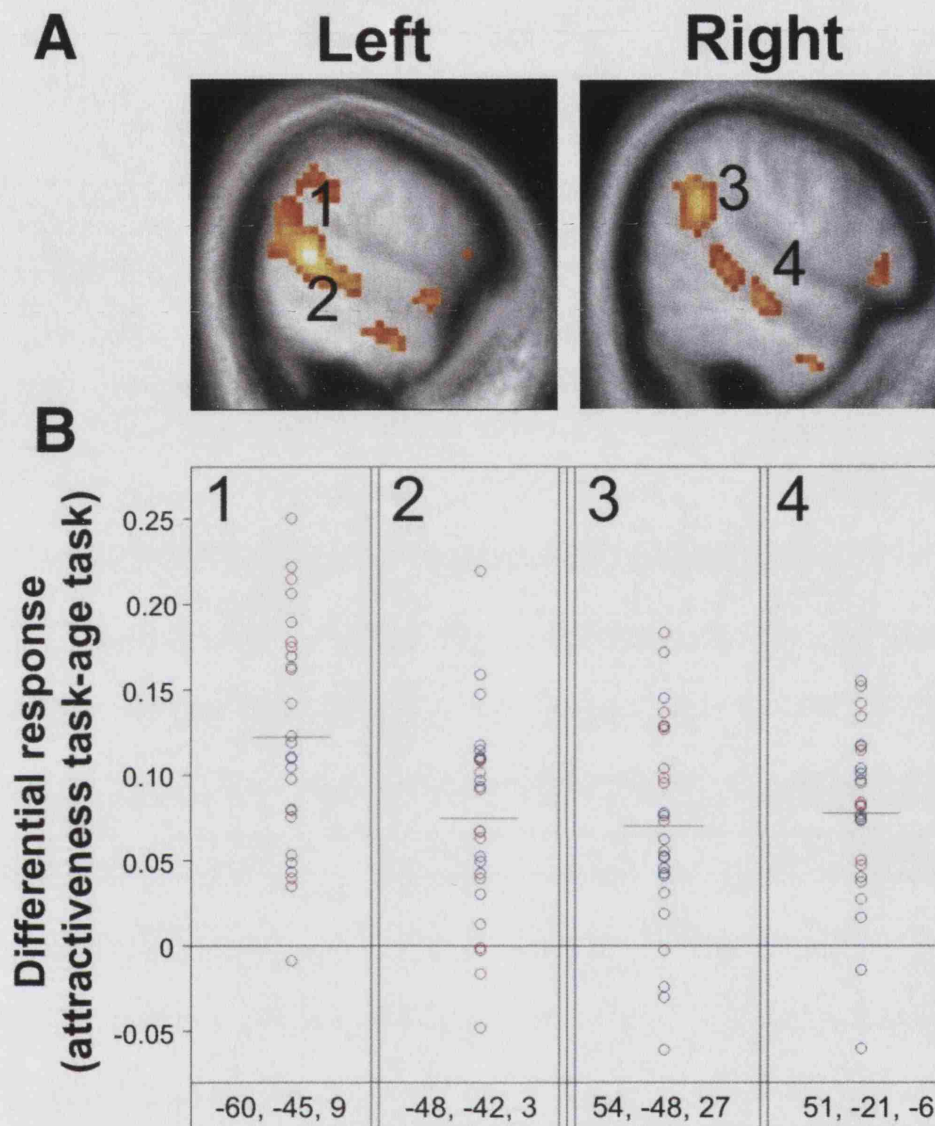 A
Left
Right
1
2
3
4
B
Differential response
(attractiveness task-age task)
1
2
3
4
0.25
0.20
0.15
0.10
0.05
0
-0.05
-60, -45, 9
-48, -42, 3
54, -48, 27
51, -21, -6